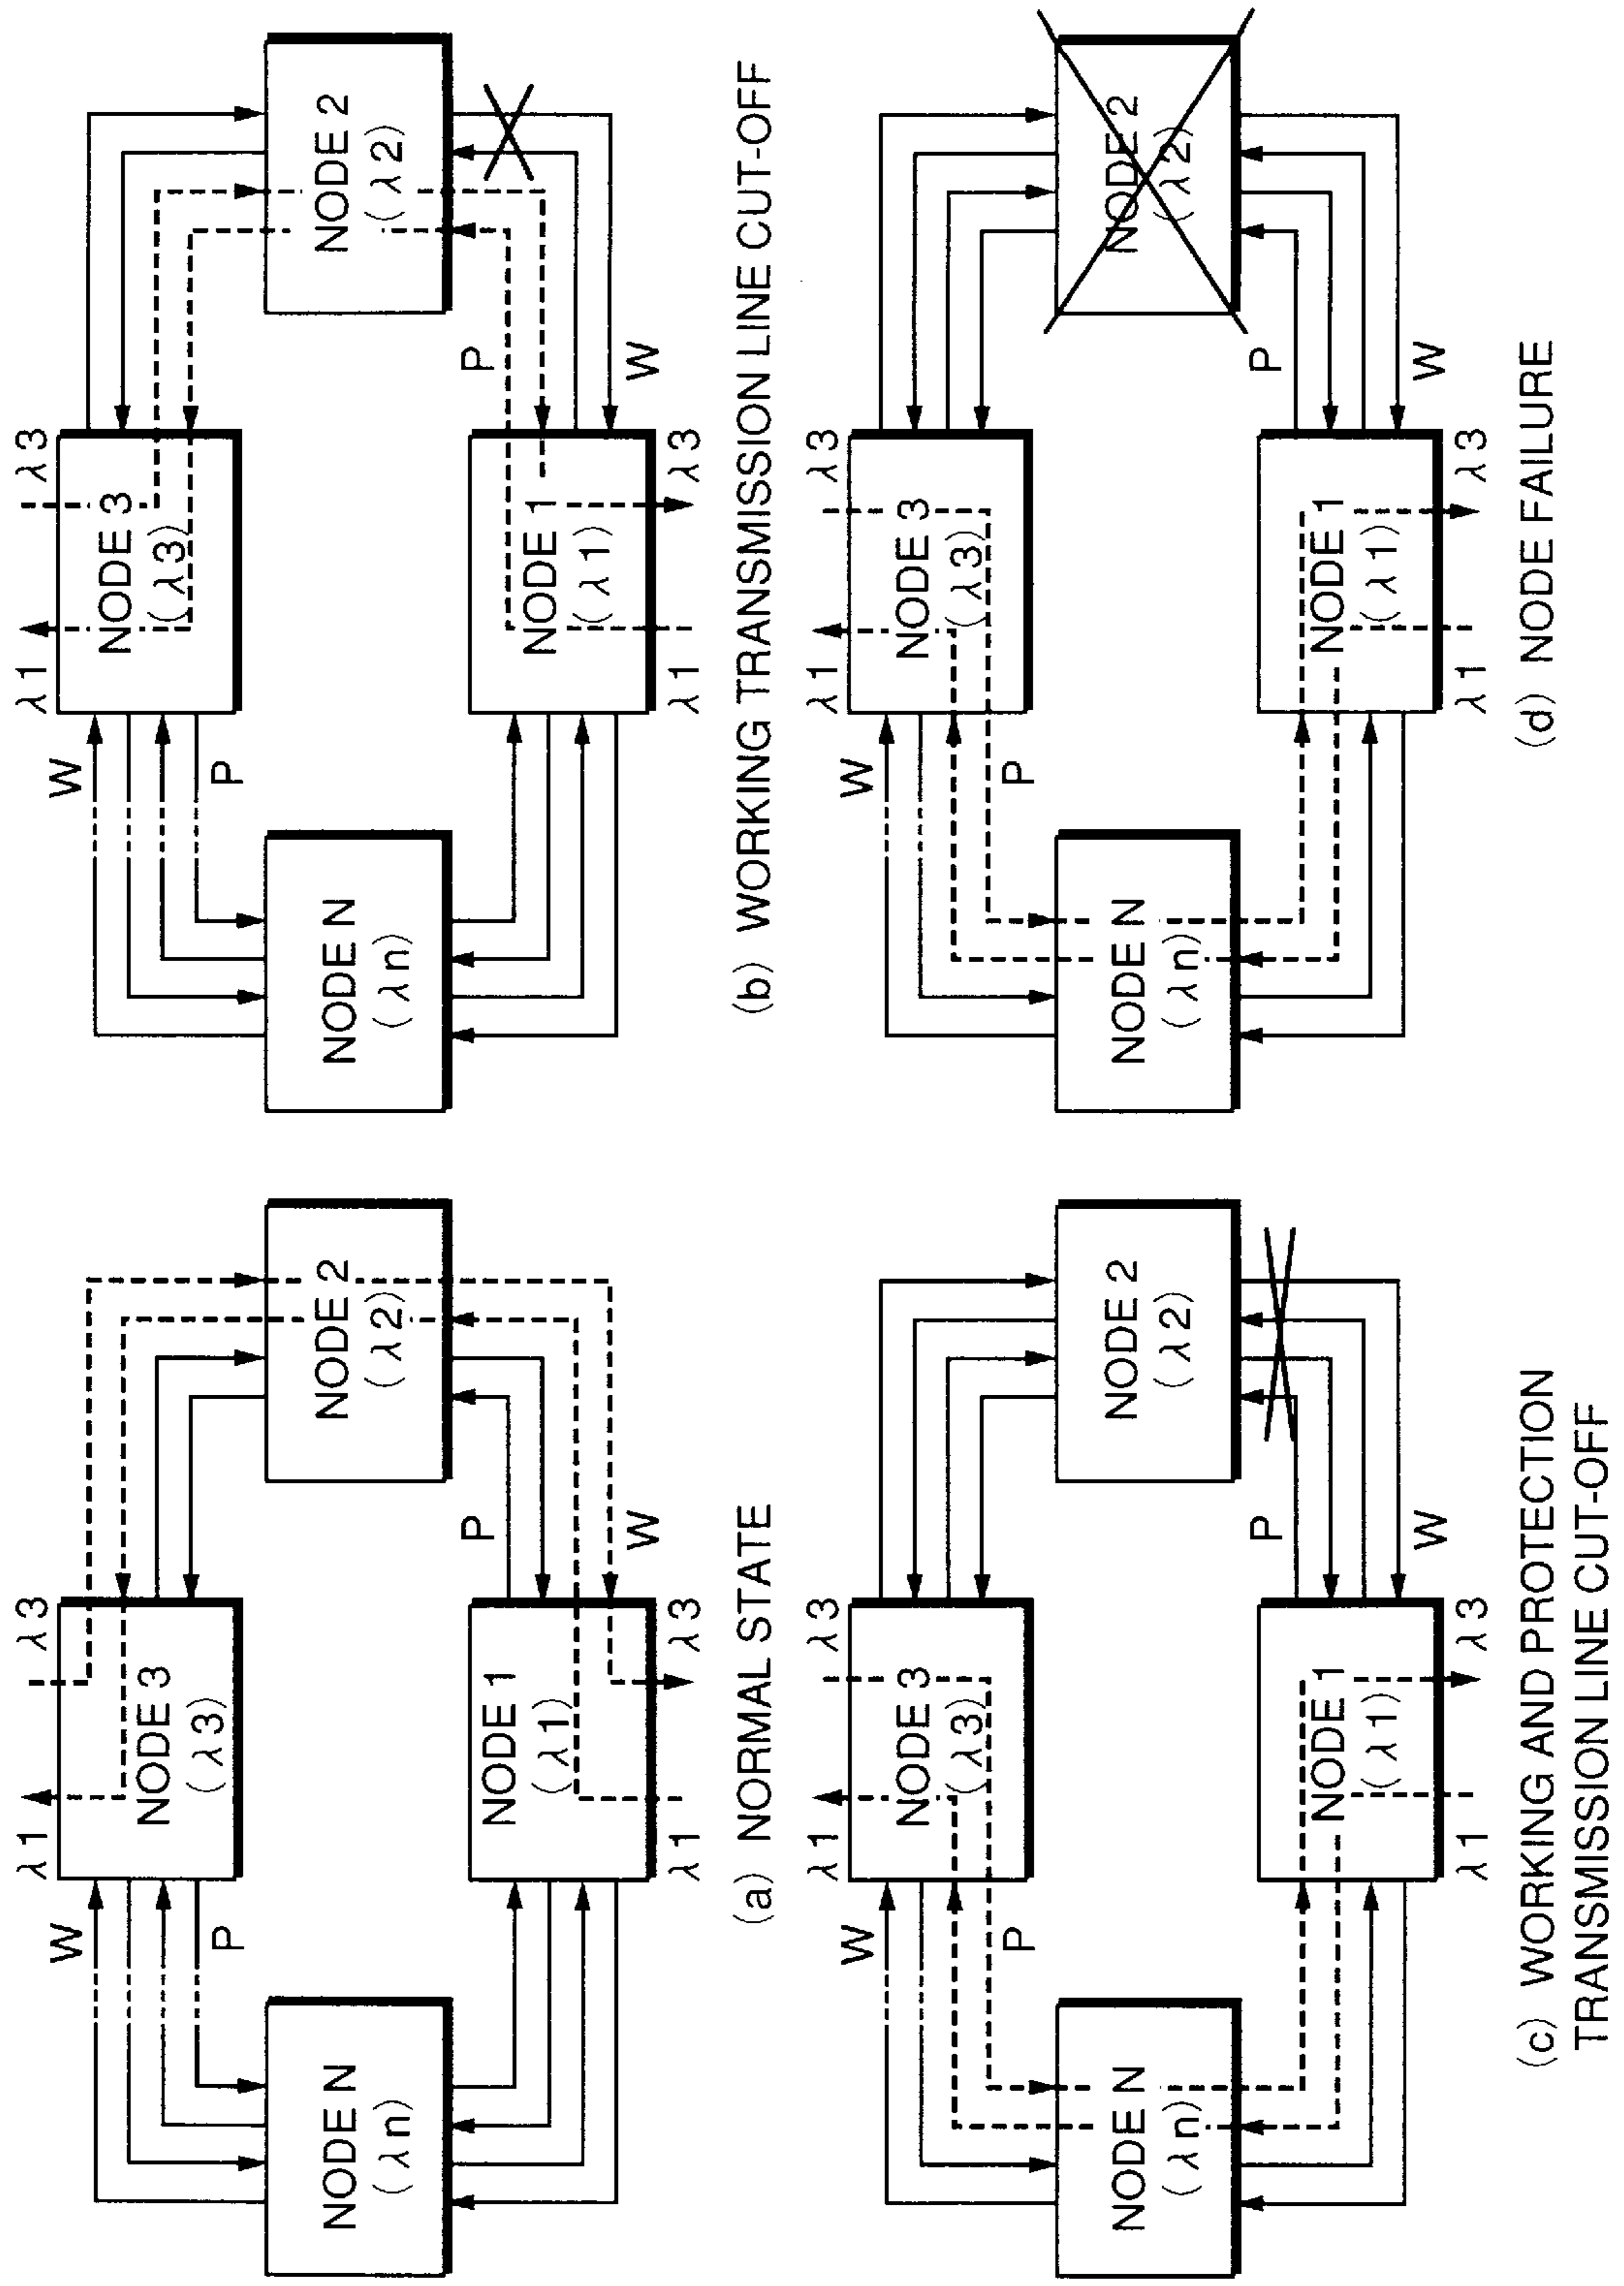 λ1
λ3
W
NODE 3
(λ3)
P
NODE N
(λn)
NODE 2
(λ2)
P
NODE 1
(λ1)
W
λ1
λ3
(a) NORMAL STATE
λ1
λ3
W
NODE 3
(λ3)
P
NODE N
(λn)
NODE 2
(λ2)
P
NODE 1
(λ1)
W
λ1
λ3
(b) WORKING TRANSMISSION LINE CUT-OFF
λ1
λ3
W
NODE 3
(λ3)
P
NODE N
(λn)
NODE 2
(λ2)
P
NODE 1
(λ1)
W
λ1
λ3
(c) WORKING AND PROTECTION
TRANSMISSION LINE CUT-OFF
λ1
λ3
W
NODE 3
(λ3)
P
NODE N
(λn)
NODE 2
(λ2)
P
NODE 1
(λ1)
W
λ1
λ3
(d) NODE FAILURE